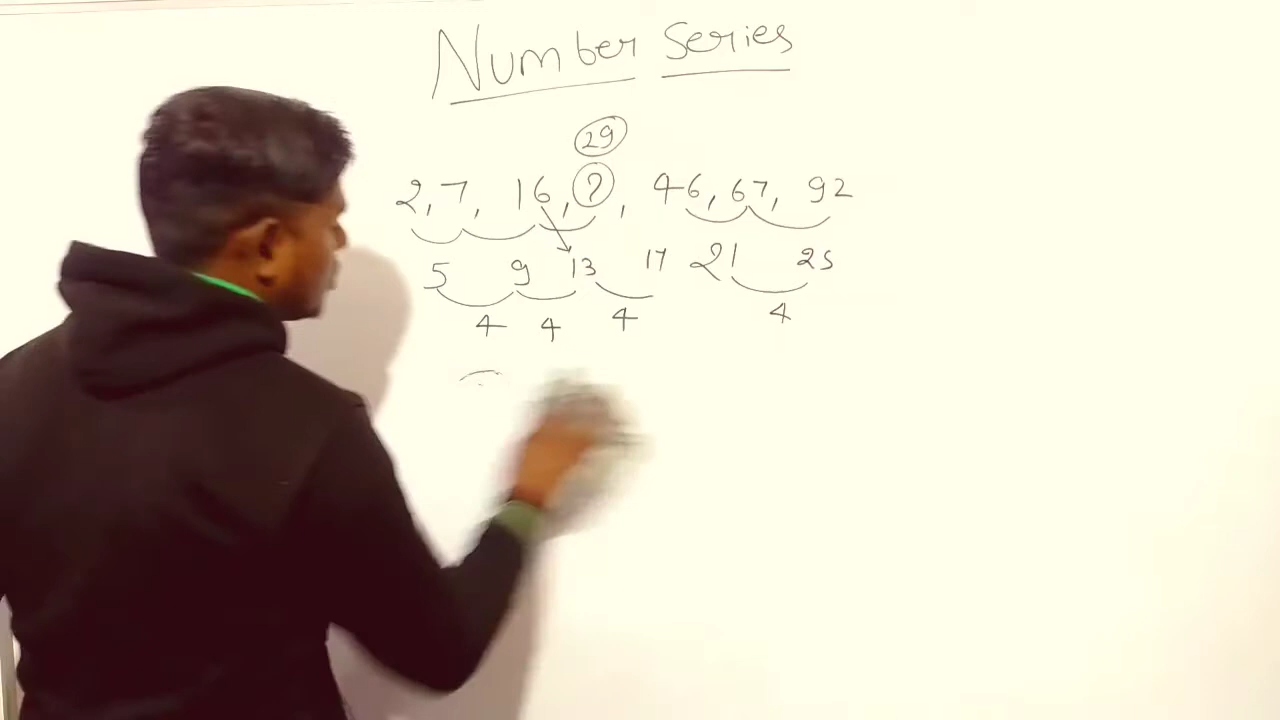 Number Series
29
2, 7, 16, ?, 46, 67, 92
5 9 13 17 21 25
4 4 4 4